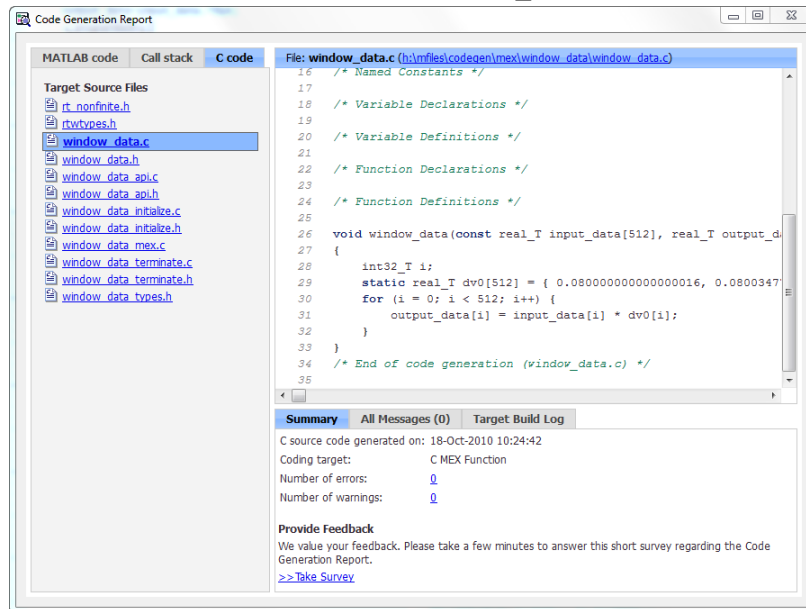 Code Generation Report
MATLAB code Call stack C code
Target Source Files
rt_nonfinite.h
rtwtypes.h
window_data.c
window_data.h
window_data_api.c
window_data_api.h
window_data_initialize.c
window_data_initialize.h
window_data_mex.c
window_data_terminate.c
window_data_terminate.h
window_data_types.h
File: window_data.c (h:\mfiles\codegen\mex\window_data\window_data.c)
16 /* Named Constants */
17
18 /* Variable Declarations */
19
20 /* Variable Definitions */
21
22 /* Function Declarations */
23
24 /* Function Definitions */
25
26 void window_data(const real_T input_data[512], real_T output_d
27 {
28 int32_T i;
29 static real_T dv0[512] = { 0.080000000000000016, 0.0800347
30 for (i = 0; i < 512; i++) {
31 output_data[i] = input_data[i] * dv0[i];
32 }
33 }
34 /* End of code generation (window_data.c) */
35
Summary All Messages (0) Target Build Log
C source code generated on: 18-Oct-2010 10:24:42
Coding target: C MEX Function
Number of errors: 0
Number of warnings: 0
Provide Feedback
We value your feedback. Please take a few minutes to answer this short survey regarding the Code
Generation Report.
>>Take Survey